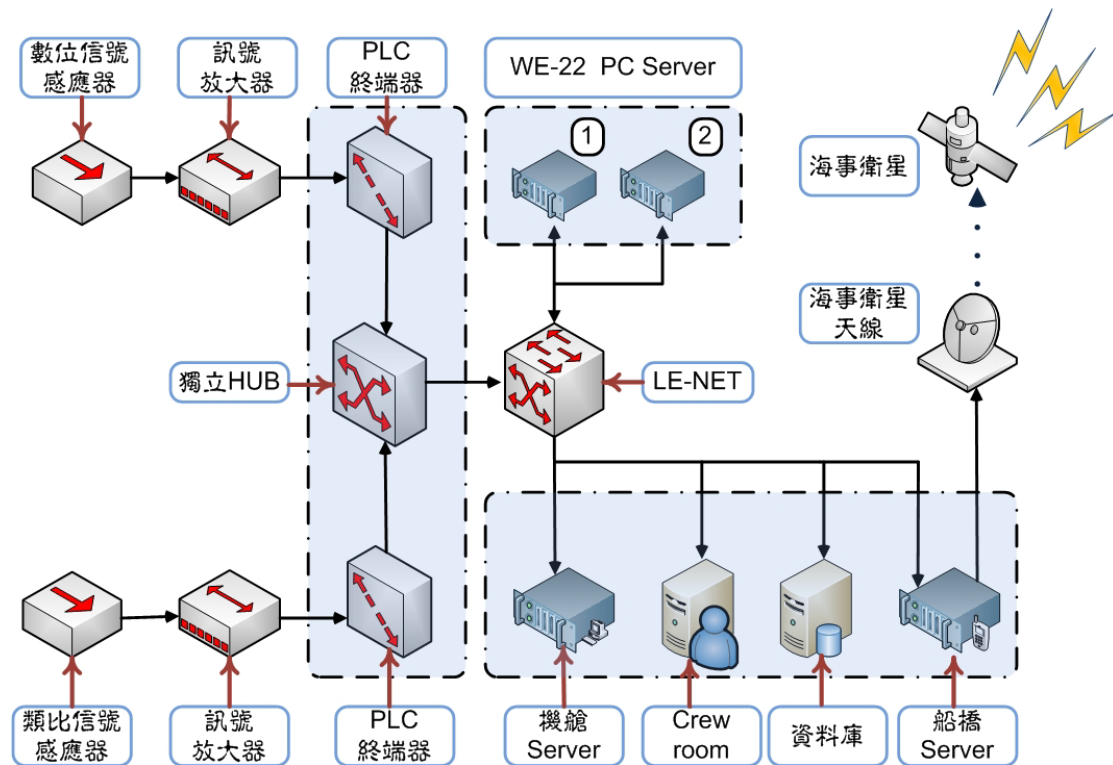 數位信號
感應器
訊號
放大器
PLC
終端器
WE-22 PC Server
1
2
海事衛星
海事衛星
天線
獨立HUB
LE-NET
類比信號
感應器
訊號
放大器
PLC
終端器
機艙
Server
Crew
room
資料庫
船橋
Server